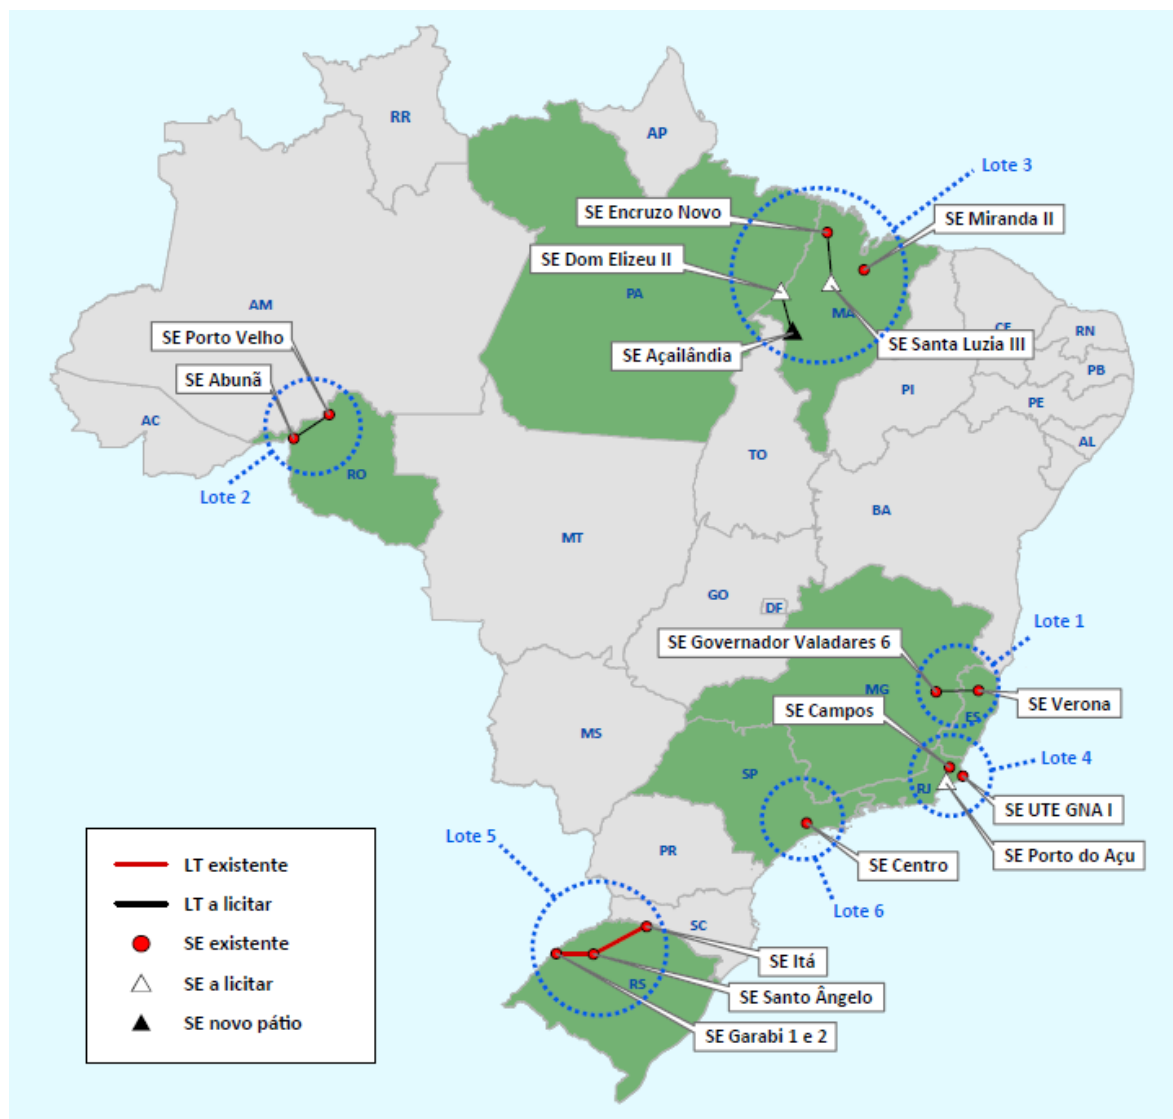 RR
AP
Lote 3
SE Encruzo Novo
SE Miranda II
SE Dom Elizeu II
PA
AM
MA
CE
RN
SE Porto Velho
SE Açailândia
SE Santa Luzia III
PB
SE Abunã
PI
PE
AC
AL
TO
RO
Lote 2
BA
MT
GO
DF
Lote 1
SE Governador Valadares 6
MG
SE Verona
SE Campos
ES
MS
Lote 4
SP
RJ
SE UTE GNA I
Lote 5
PR
SE Centro
SE Porto do Açu
LT existente
LT a licitar
Lote 6
SC
SE existente
SE Itá
SE a licitar
RS
SE Santo Ângelo
SE novo pátio
SE Garabi 1 e 2